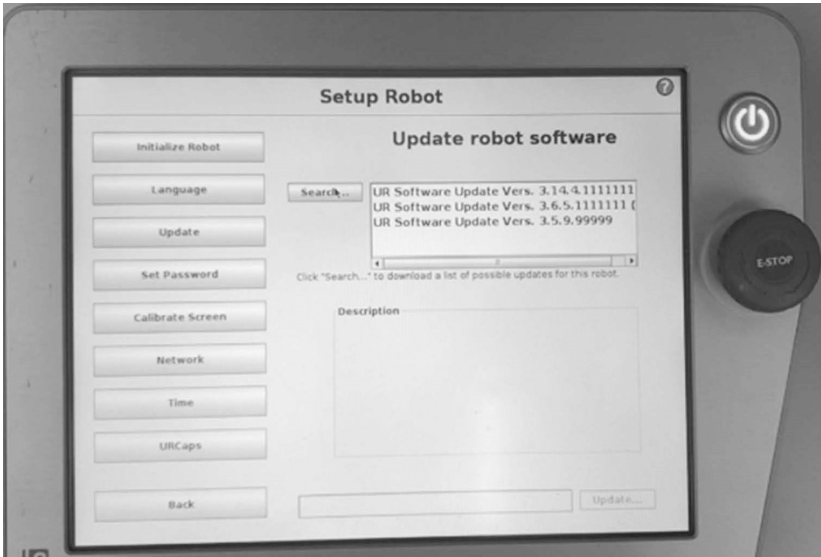 Setup Robot
?
Initialize Robot
Language
Update
Set Password
Calibrate Screen
Network
Time
URCaps
Back
Update robot software
Search...
UR Software Update Vers. 3.14.4.1111111
UR Software Update Vers. 3.6.5.1111111 (
UR Software Update Vers. 3.5.9.99999
Click "Search..." to download a list of possible updates for this robot.
Description
Update...
E-STOP